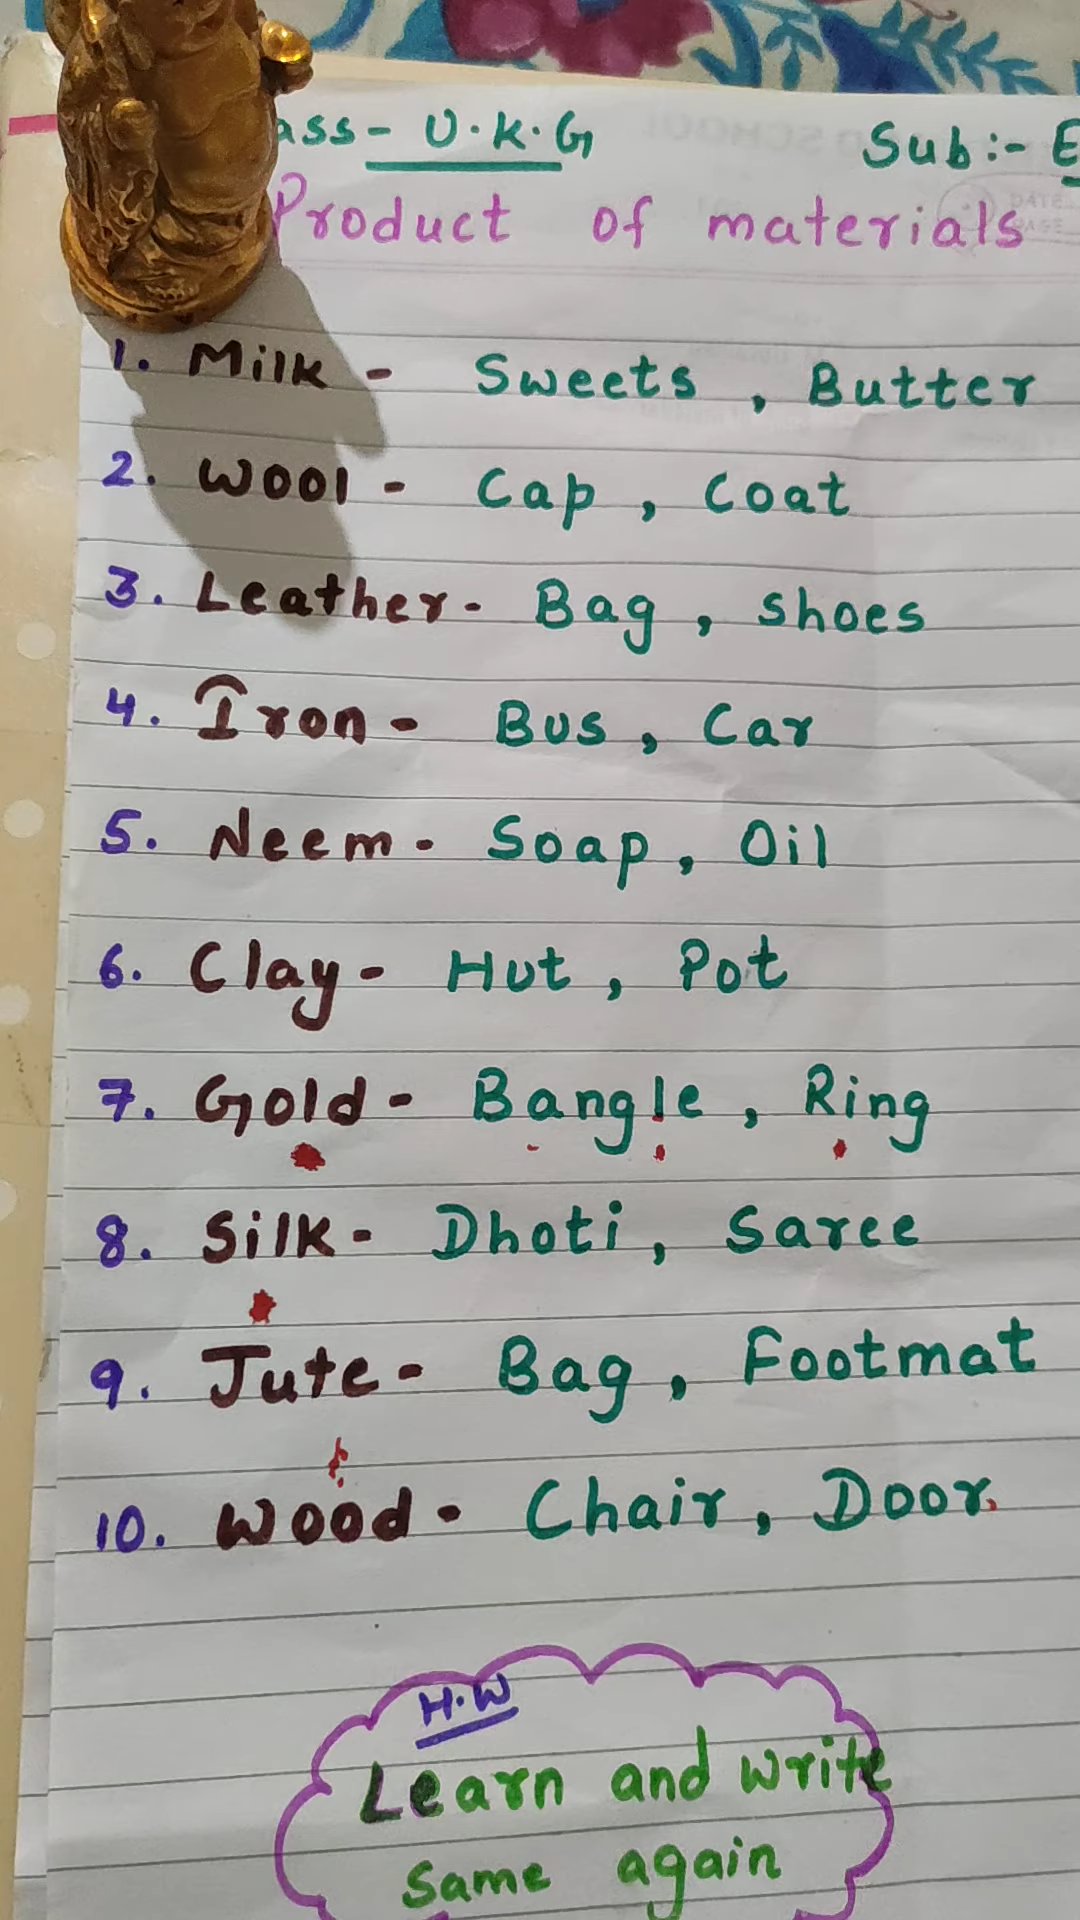 ass- U.K.G Sub:- E
Product of materials
1. Milk - Sweets, Butter
2. Wool - Cap, Coat
3. Leather- Bag, shoes
4. Iron- Bus, Car
5. Neem- Soap, Oil
6. Clay- Hut, Pot
7. Gold- Bangle, Ring
8. Silk- Dhoti, Saree
9. Jute- Bag, Footmat
10. Wood- Chair, Door.
H.W
Learn and write
same again